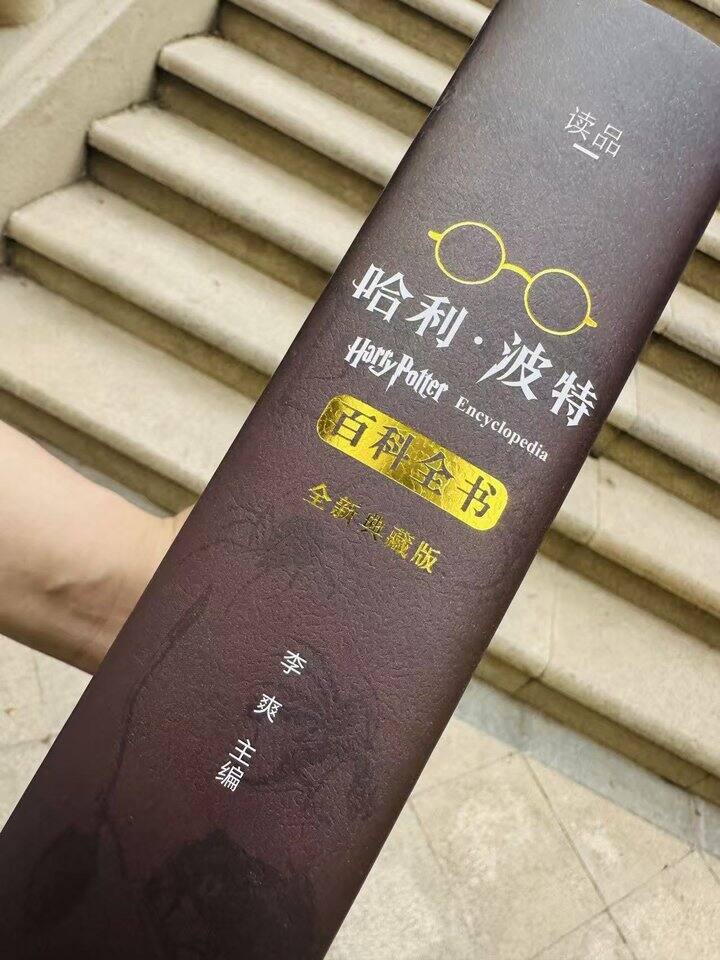 读品
哈利·波特
Harry Potter Encyclopedia
百科全书
全新典藏版
李爽 主编